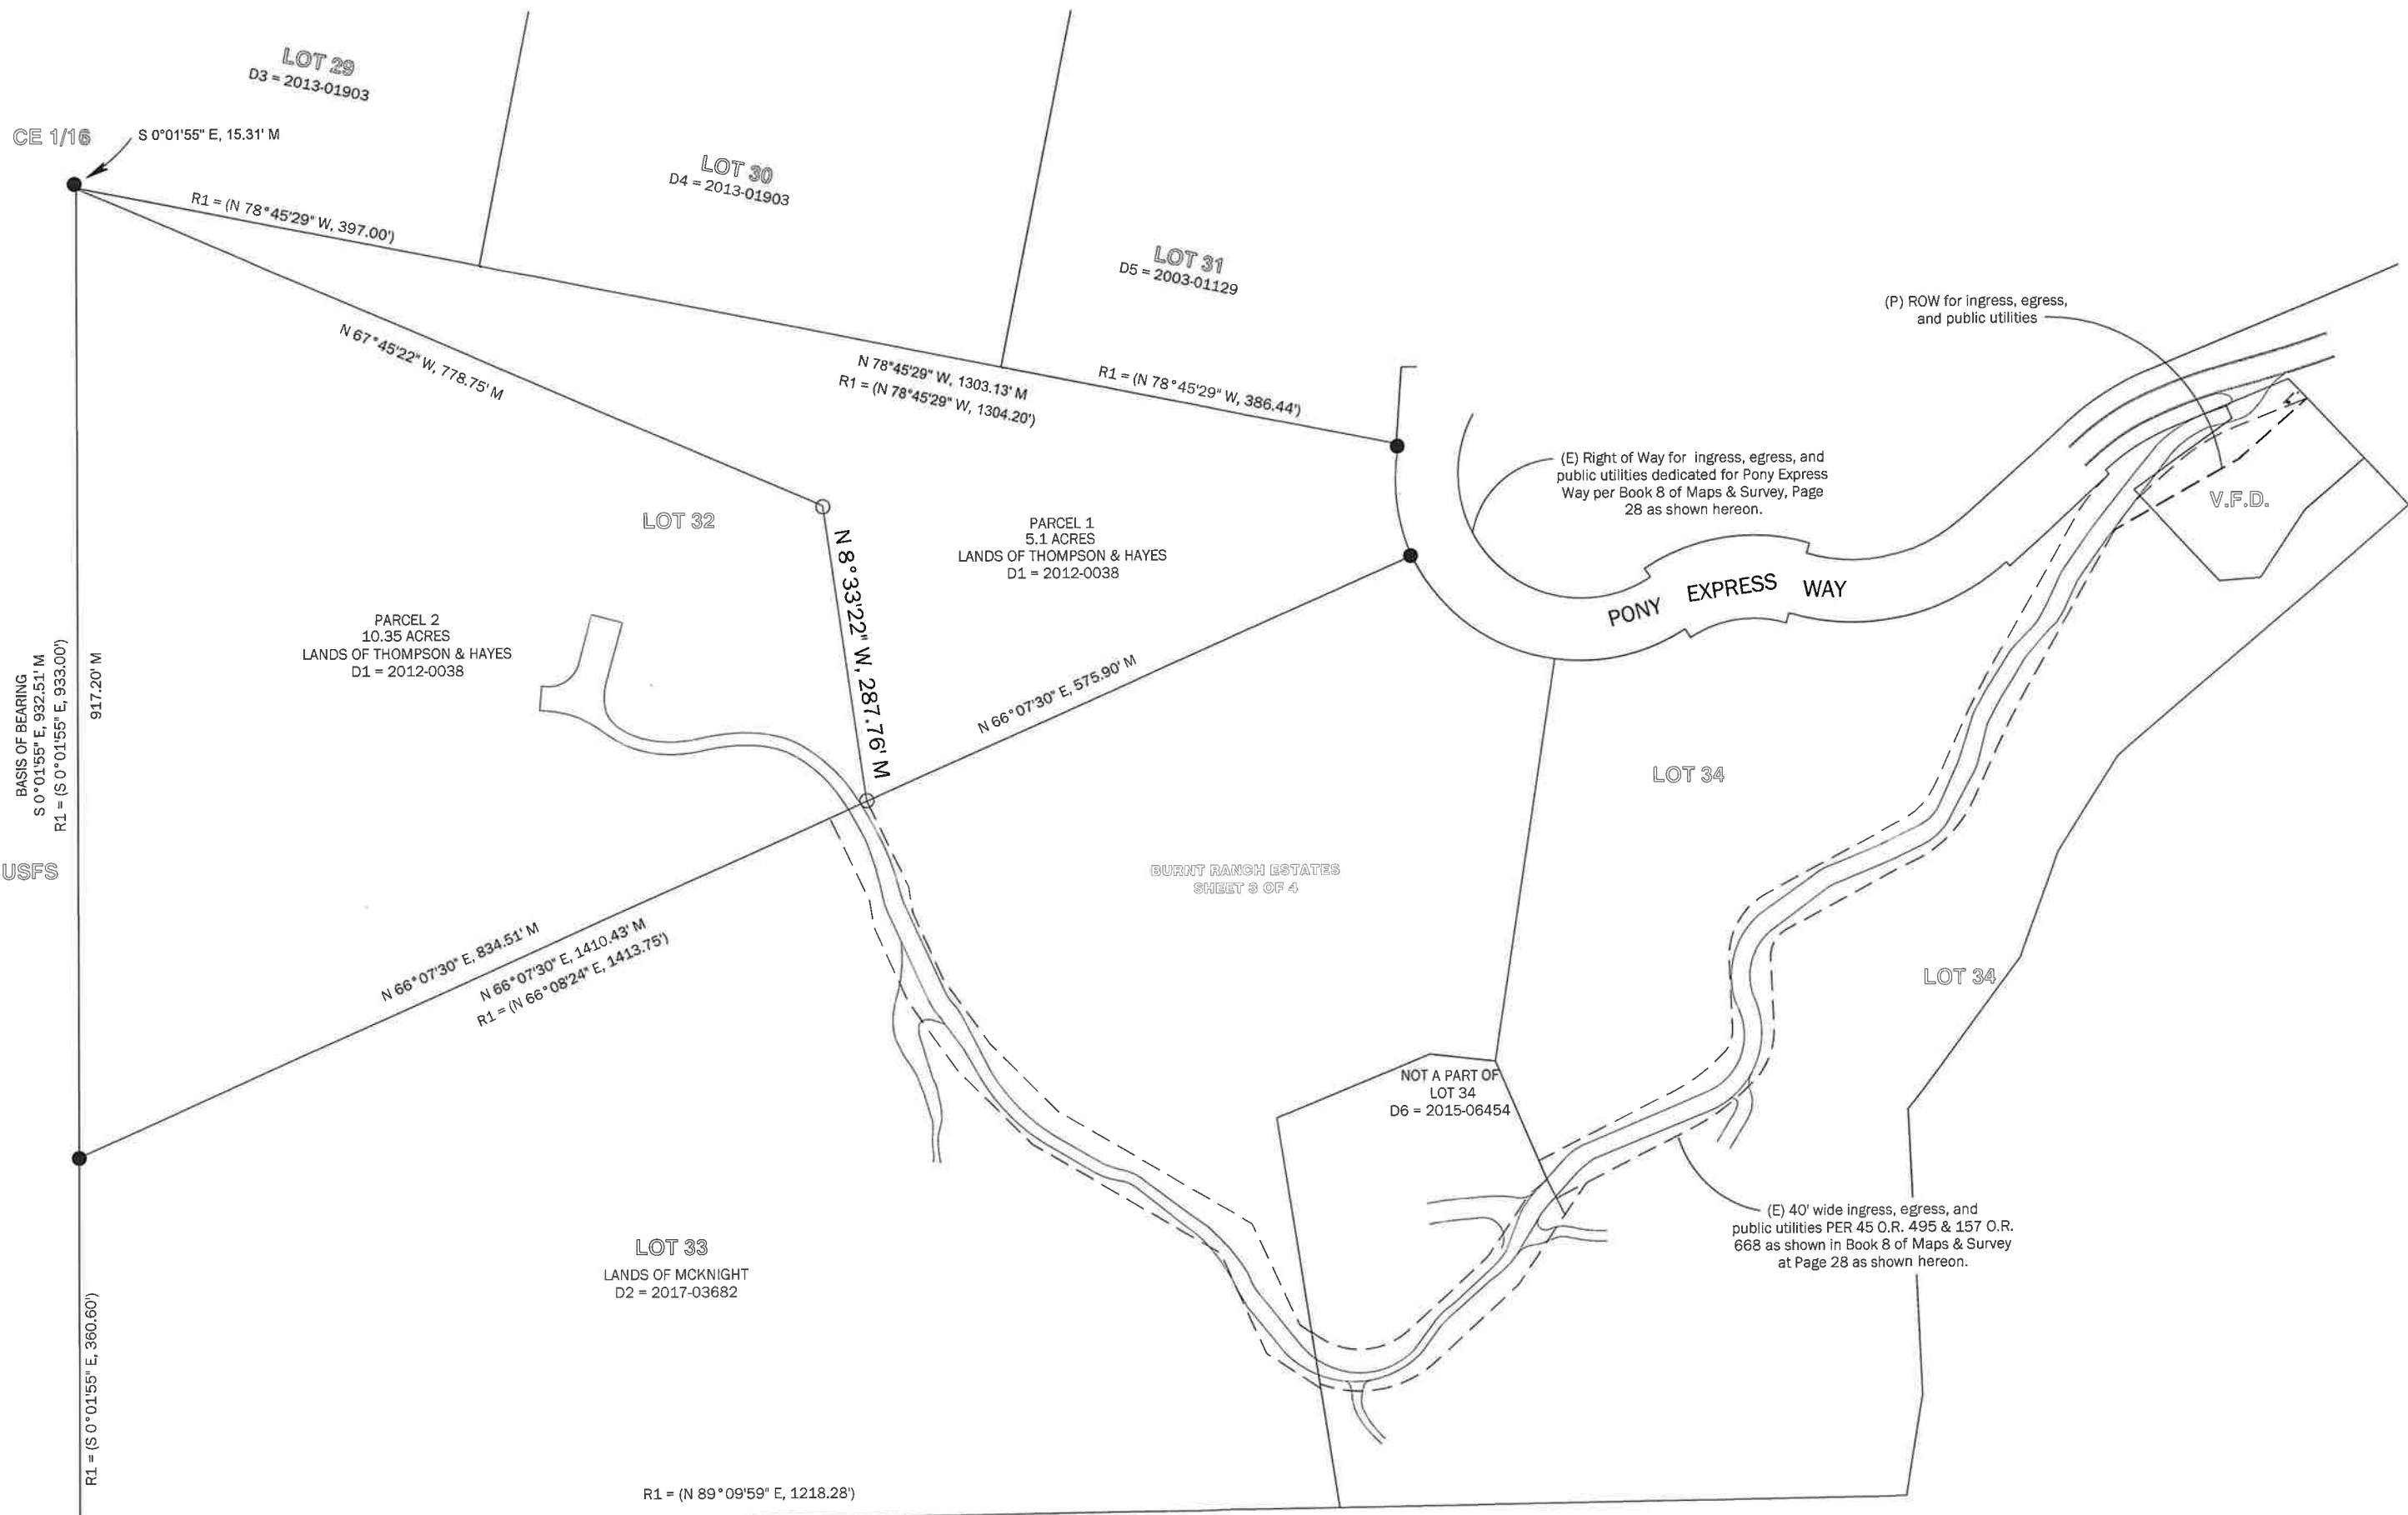 LOT 29
D3 = 2013-01903
CE 1/16
S 0°01'55" E, 15.31' M
LOT 30
D4 = 2013-01903
R1 = (N 78°45'29" W, 397.00')
LOT 31
D5 = 2003-01129
(P) ROW for ingress, egress,
and public utilities
N 67°45'22" W, 778.75' M
N 78°45'29" W, 1303.13' M
R1 = (N 78°45'29" W, 1304.20')
R1 = (N 78°45'29" W, 386.44')
(E) Right of Way for ingress, egress, and
public utilities dedicated for Pony Express
Way per Book 8 of Maps & Survey, Page
28 as shown hereon.
V.F.D.
LOT 32
PARCEL 1
5.1 ACRES
LANDS OF THOMPSON & HAYES
D1 = 2012-0038
N 8°33'22" W, 287.76' M
PONY EXPRESS WAY
PARCEL 2
10.35 ACRES
LANDS OF THOMPSON & HAYES
D1 = 2012-0038
BASIS OF BEARING
S 0°01'55" E, 932.51' M
R1 = (S 0°01'55" E, 933.00')
917.20' M
N 66°07'30" E, 575.90' M
LOT 34
USFS
BURNT RANCH ESTATES
SHEET 3 OF 4
N 66°07'30" E, 834.51' M
N 66°07'30" E, 1410.43' M
R1 = (N 66°08'24" E, 1413.75')
LOT 34
NOT A PART OF
LOT 34
D6 = 2015-06454
(E) 40' wide ingress, egress, and
public utilities PER 45 O.R. 495 & 157 O.R.
668 as shown in Book 8 of Maps & Survey
at Page 28 as shown hereon.
LOT 33
LANDS OF MCKNIGHT
D2 = 2017-03682
R1 = (S 0°01'55" E, 360.60')
R1 = (N 89°09'59" E, 1218.28')